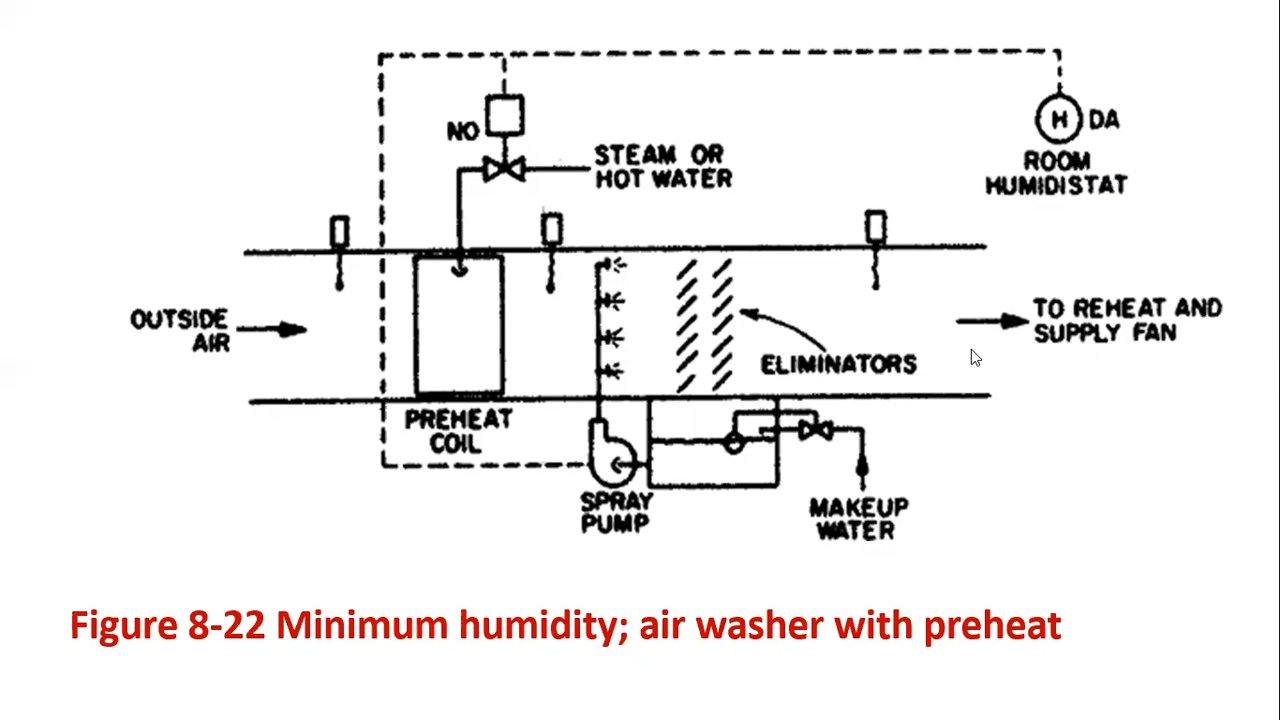 NO
STEAM OR
HOT WATER
H DA
ROOM
HUMIDISTAT
OUTSIDE
AIR
TO REHEAT AND
SUPPLY FAN
ELIMINATORS
PREHEAT
COIL
SPRAY
PUMP
MAKEUP
WATER
Figure 8-22 Minimum humidity; air washer with preheat